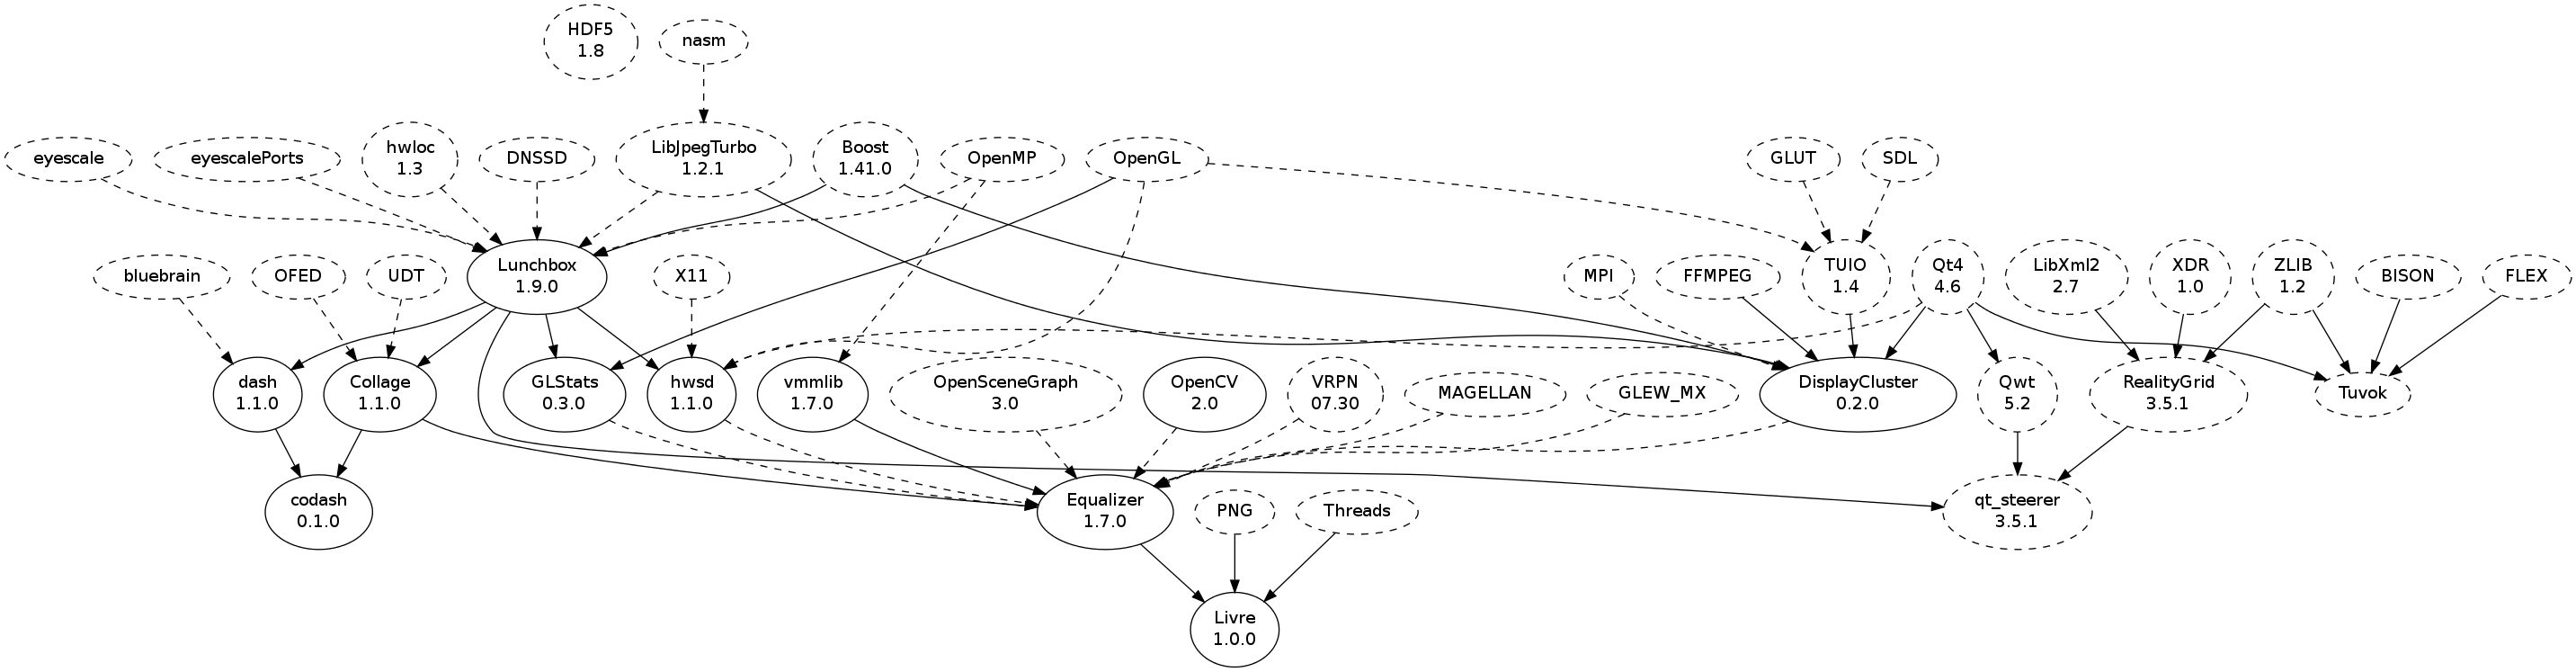 HDF5
1.8
nasm
eyescale
eyescalePorts
hwloc
1.3
DNSSD
LibJpegTurbo
1.2.1
Boost
1.41.0
OpenMP
OpenGL
GLUT
SDL
bluebrain
OFED
UDT
Lunchbox
1.9.0
X11
MPI
FFMPEG
TUIO
1.4
Qt4
4.6
LibXml2
2.7
XDR
1.0
ZLIB
1.2
BISON
FLEX
dash
1.1.0
Collage
1.1.0
GLStats
0.3.0
hwsd
1.1.0
vmmlib
1.7.0
OpenSceneGraph
3.0
OpenCV
2.0
VRPN
07.30
MAGELLAN
GLEW_MX
DisplayCluster
0.2.0
Qwt
5.2
RealityGrid
3.5.1
Tuvok
codash
0.1.0
Equalizer
1.7.0
PNG
Threads
qt_steerer
3.5.1
Livre
1.0.0